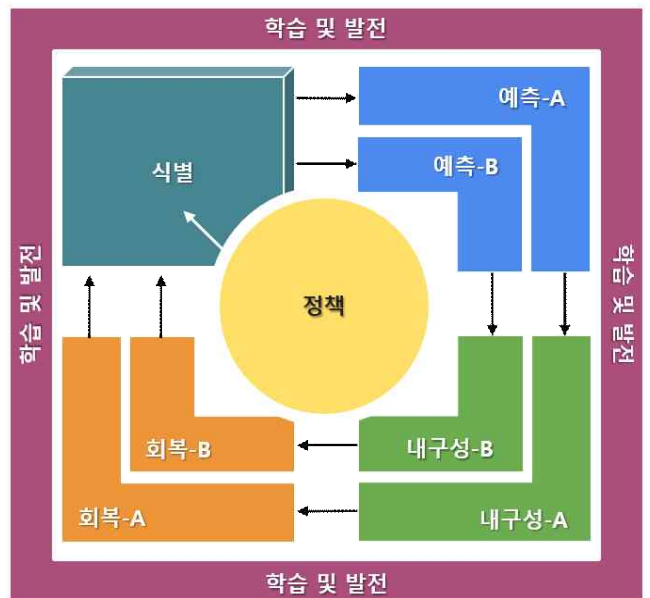 학습 및 발전
예측-A
예측-B
식별
학습 및 발전
정책
학습 및 발전
회복-B
내구성-B
회복-A
내구성-A
학습 및 발전